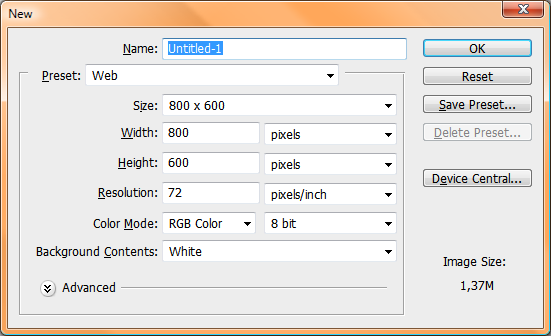 New
Name: Untitled-1
OK
Preset: Web
Reset
Size: 800 x 600
Save Preset...
Width: 800 pixels
Delete Preset...
Height: 600 pixels
Device Central...
Resolution: 72 pixels/inch
Color Mode: RGB Color 8 bit
Background Contents: White
Image Size:
1,37M
Advanced